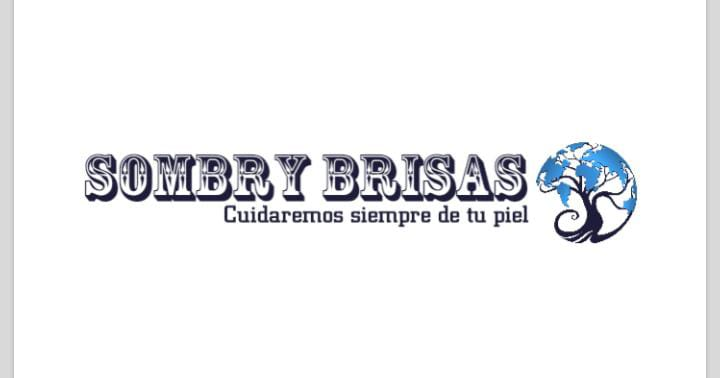 SOMBRY BRISAS
Cuidaremos siempre de tu piel